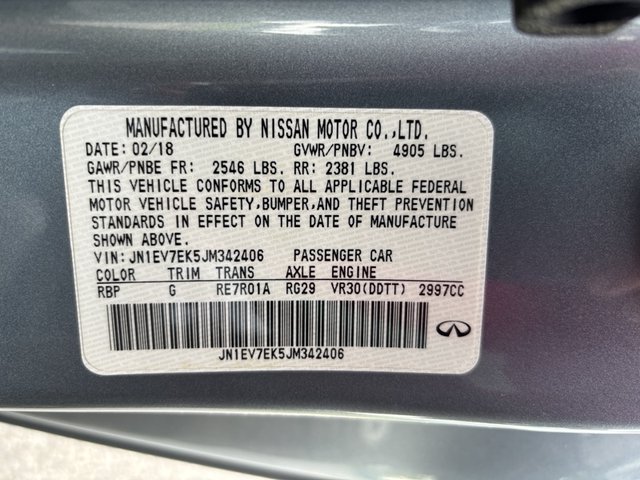 MANUFACTURED BY NISSAN MOTOR CO.,LTD.
DATE: 02/18 GVWR/PNBV: 4905 LBS.
GAWR/PNBE FR: 2546 LBS. RR: 2381 LBS.
THIS VEHICLE CONFORMS TO ALL APPLICABLE FEDERAL
MOTOR VEHICLE SAFETY,BUMPER,AND THEFT PREVENTION
STANDARDS IN EFFECT ON THE DATE OF MANUFACTURE
SHOWN ABOVE.
VIN: JN1EV7EK5JM342406 PASSENGER CAR
COLOR TRIM TRANS AXLE ENGINE
RBP G RE7R01A RG29 VR30(DDTT) 2997CC
JN1EV7EK5JM342406